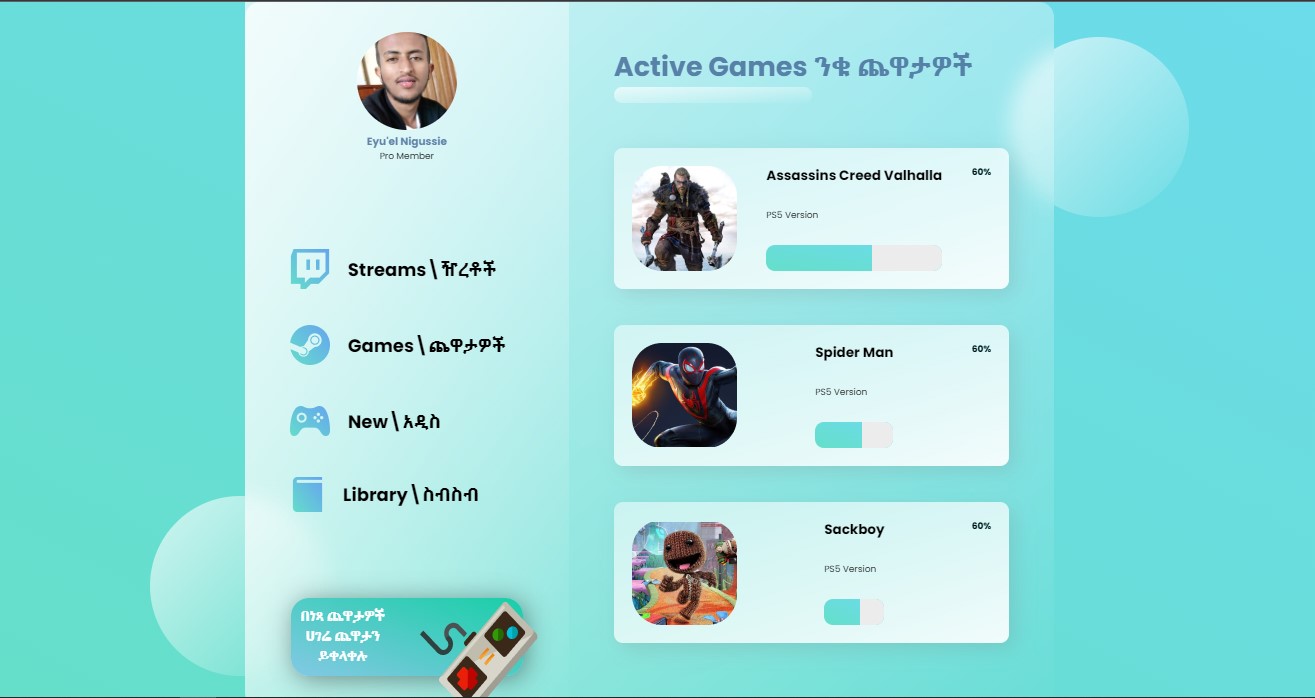 Eyu'el Nigussie
Pro Member
Streams\ዥረቶች
Games\ጨዋታዎች
New\አዲስ
Library\ስብስብ
በነጻ ጨዋታዎች
ሀገሬ ጨዋታን
ይቀላቀሉ
Active Games ንቁ ጨዋታዎች
Assassins Creed Valhalla 60%
PS5 Version
Spider Man 60%
PS5 Version
Sackboy 60%
PS5 Version